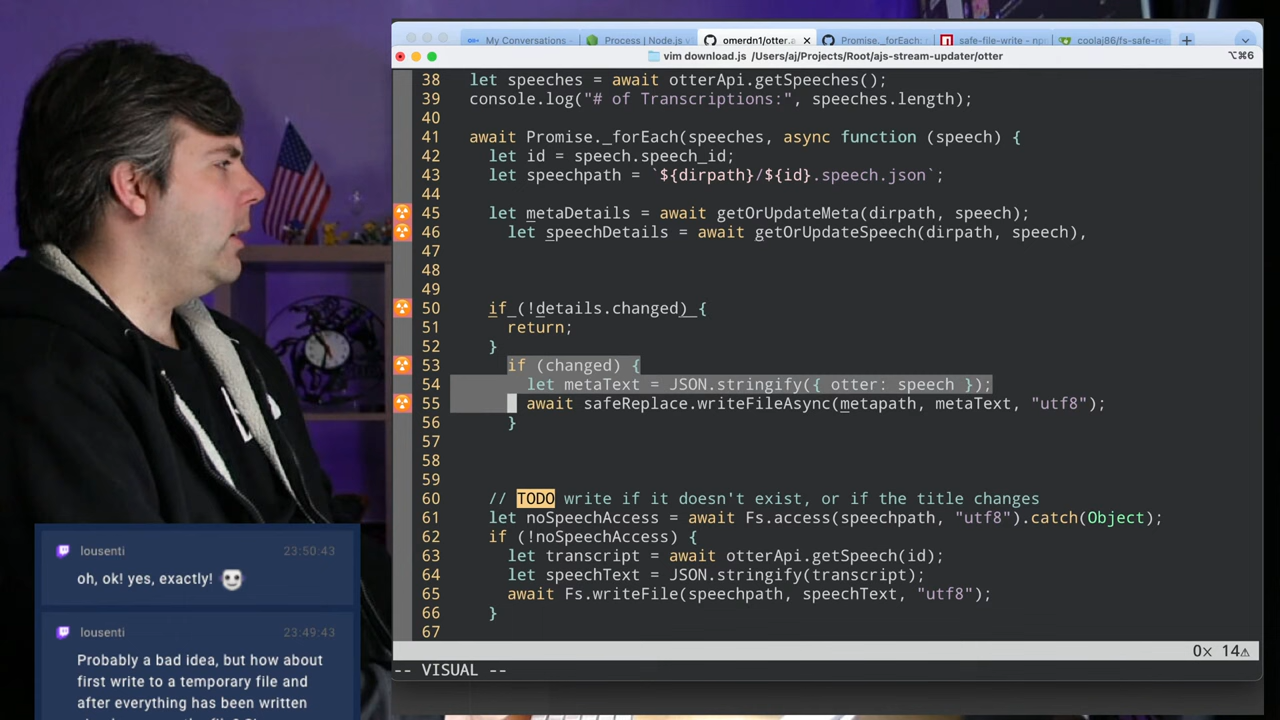 My Conversations -
Process | Node.js v
omerdn1/otter.a
Promise._forEach:
safe-file-write - npm
coolaj86/fs-safe-re
vim download.js /Users/aj/Projects/Root/ajs-stream-updater/otter
⌥⌘6
38 let speeches = await otterApi.getSpeeches();
39 console.log("# of Transcriptions:", speeches.length);
40
41 await Promise._forEach(speeches, async function (speech) {
42 let id = speech.speech_id;
43 let speechpath = `${dirpath}/${id}.speech.json`;
44
45 let metaDetails = await getOrUpdateMeta(dirpath, speech);
46 let speechDetails = await getOrUpdateSpeech(dirpath, speech),
47
48
49
50 if (!details.changed) {
51 return;
52 }
53 if (changed) {
54 let metaText = JSON.stringify({ otter: speech });
55 await safeReplace.writeFileAsync(metapath, metaText, "utf8");
56 }
57
58
59
60 // TODO write if it doesn't exist, or if the title changes
61 let noSpeechAccess = await Fs.access(speechpath, "utf8").catch(Object);
62 if (!noSpeechAccess) {
63 let transcript = await otterApi.getSpeech(id);
64 let speechText = JSON.stringify(transcript);
65 await Fs.writeFile(speechpath, speechText, "utf8");
66 }
67
0× 14⚠
-- VISUAL --
lousenti 23:50:43
oh, ok! yes, exactly!
lousenti 23:49:43
Probably a bad idea, but how about
first write to a temporary file and
after everything has been written